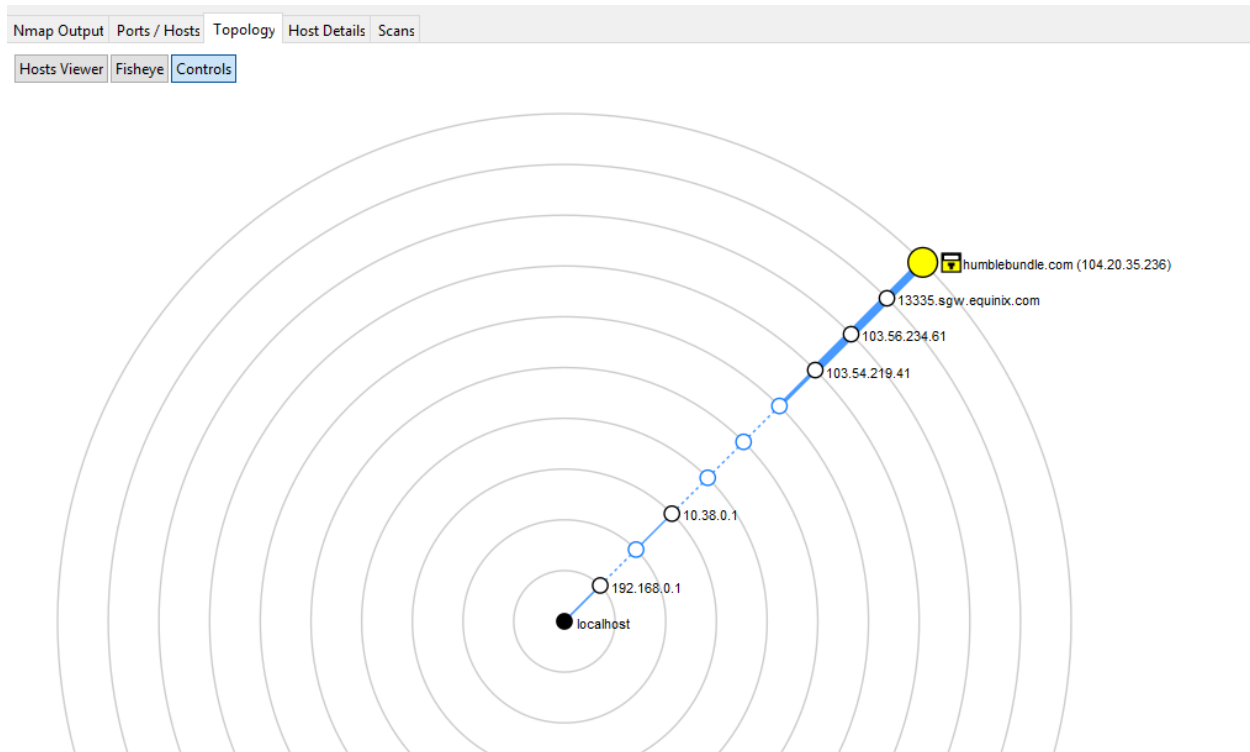 Nmap Output Ports / Hosts Topology Host Details Scans
Hosts Viewer Fisheye Controls
humblebundle.com (104.20.35.236)
13335.sgw.equinix.com
103.56.234.61
103.54.219.41
10.38.0.1
192.168.0.1
localhost